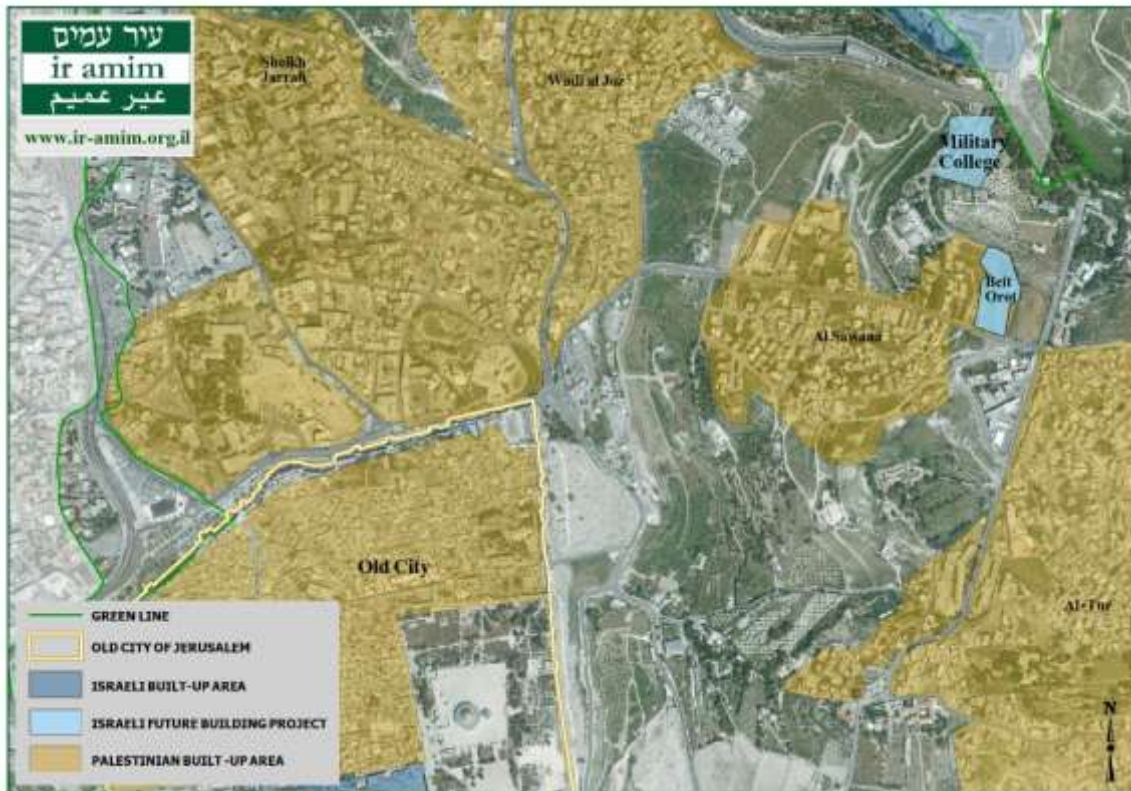 עיר עמים
ir amim
عير عميم
www.ir-amim.org.il
Sheikh
Jarrah
Wadi al Joz
Military
College
Beit
Orot
Al Sawana
Old City
Al-Tur
GREEN LINE
OLD CITY OF JERUSALEM
ISRAELI BUILT-UP AREA
ISRAELI FUTURE BUILDING PROJECT
PALESTINIAN BUILT -UP AREA
N